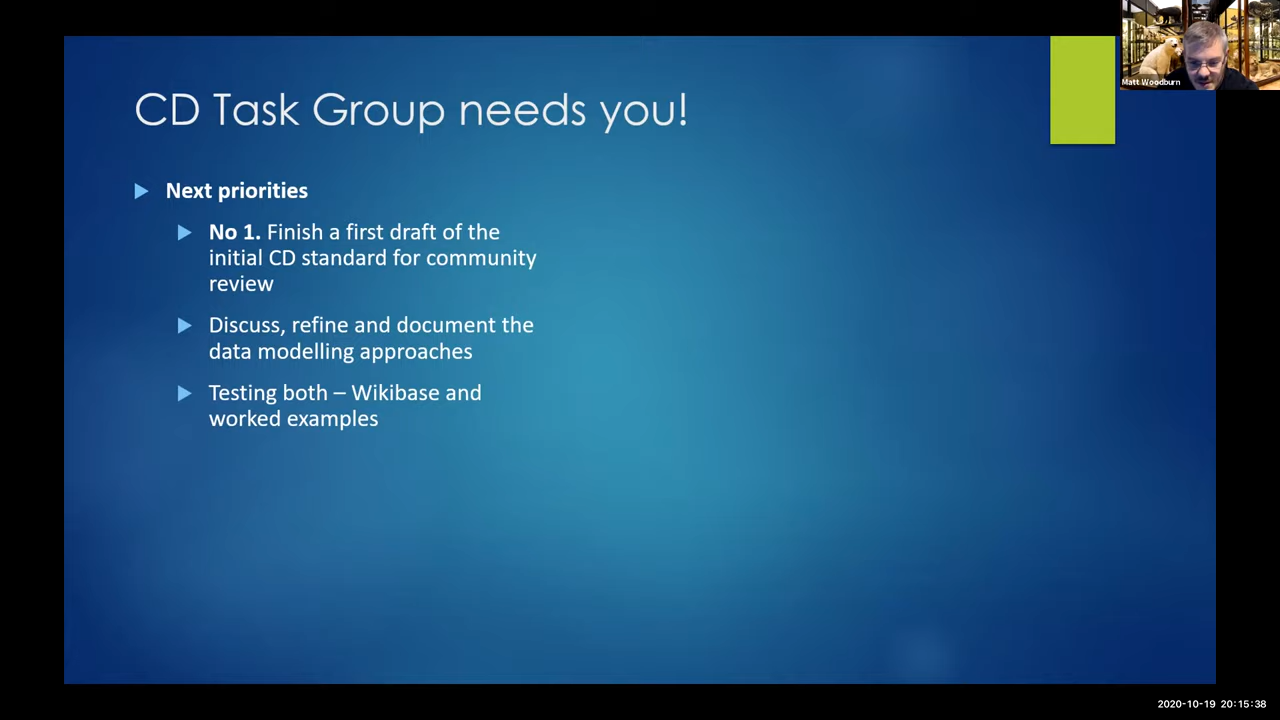 Matt Woodburn
CD Task Group needs you!
Next priorities
No 1. Finish a first draft of the
initial CD standard for community
review
Discuss, refine and document the
data modelling approaches
Testing both – Wikibase and
worked examples
2020-10-19 20:15:38